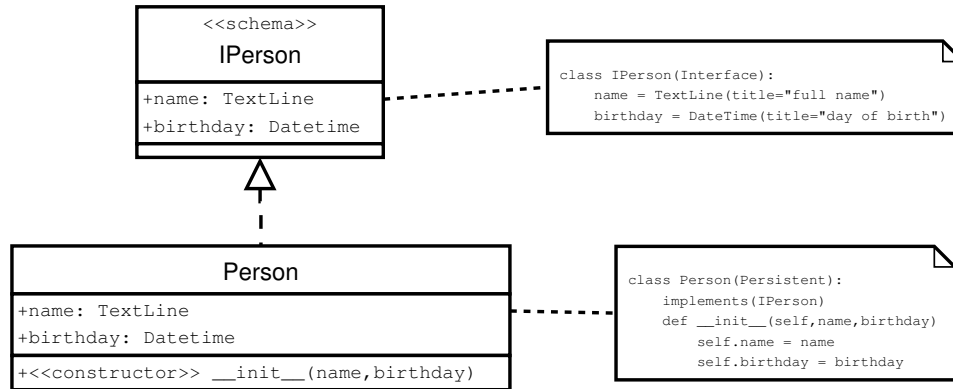 <<schema>>
IPerson
+name: TextLine
+birthday: Datetime
class IPerson(Interface):
    name = TextLine(title="full name")
    birthday = DateTime(title="day of birth")
Person
+name: TextLine
+birthday: Datetime
+<<constructor>> __init__(name,birthday)
class Person(Persistent):
    implements(IPerson)
    def __init__(self,name,birthday)
        self.name = name
        self.birthday = birthday